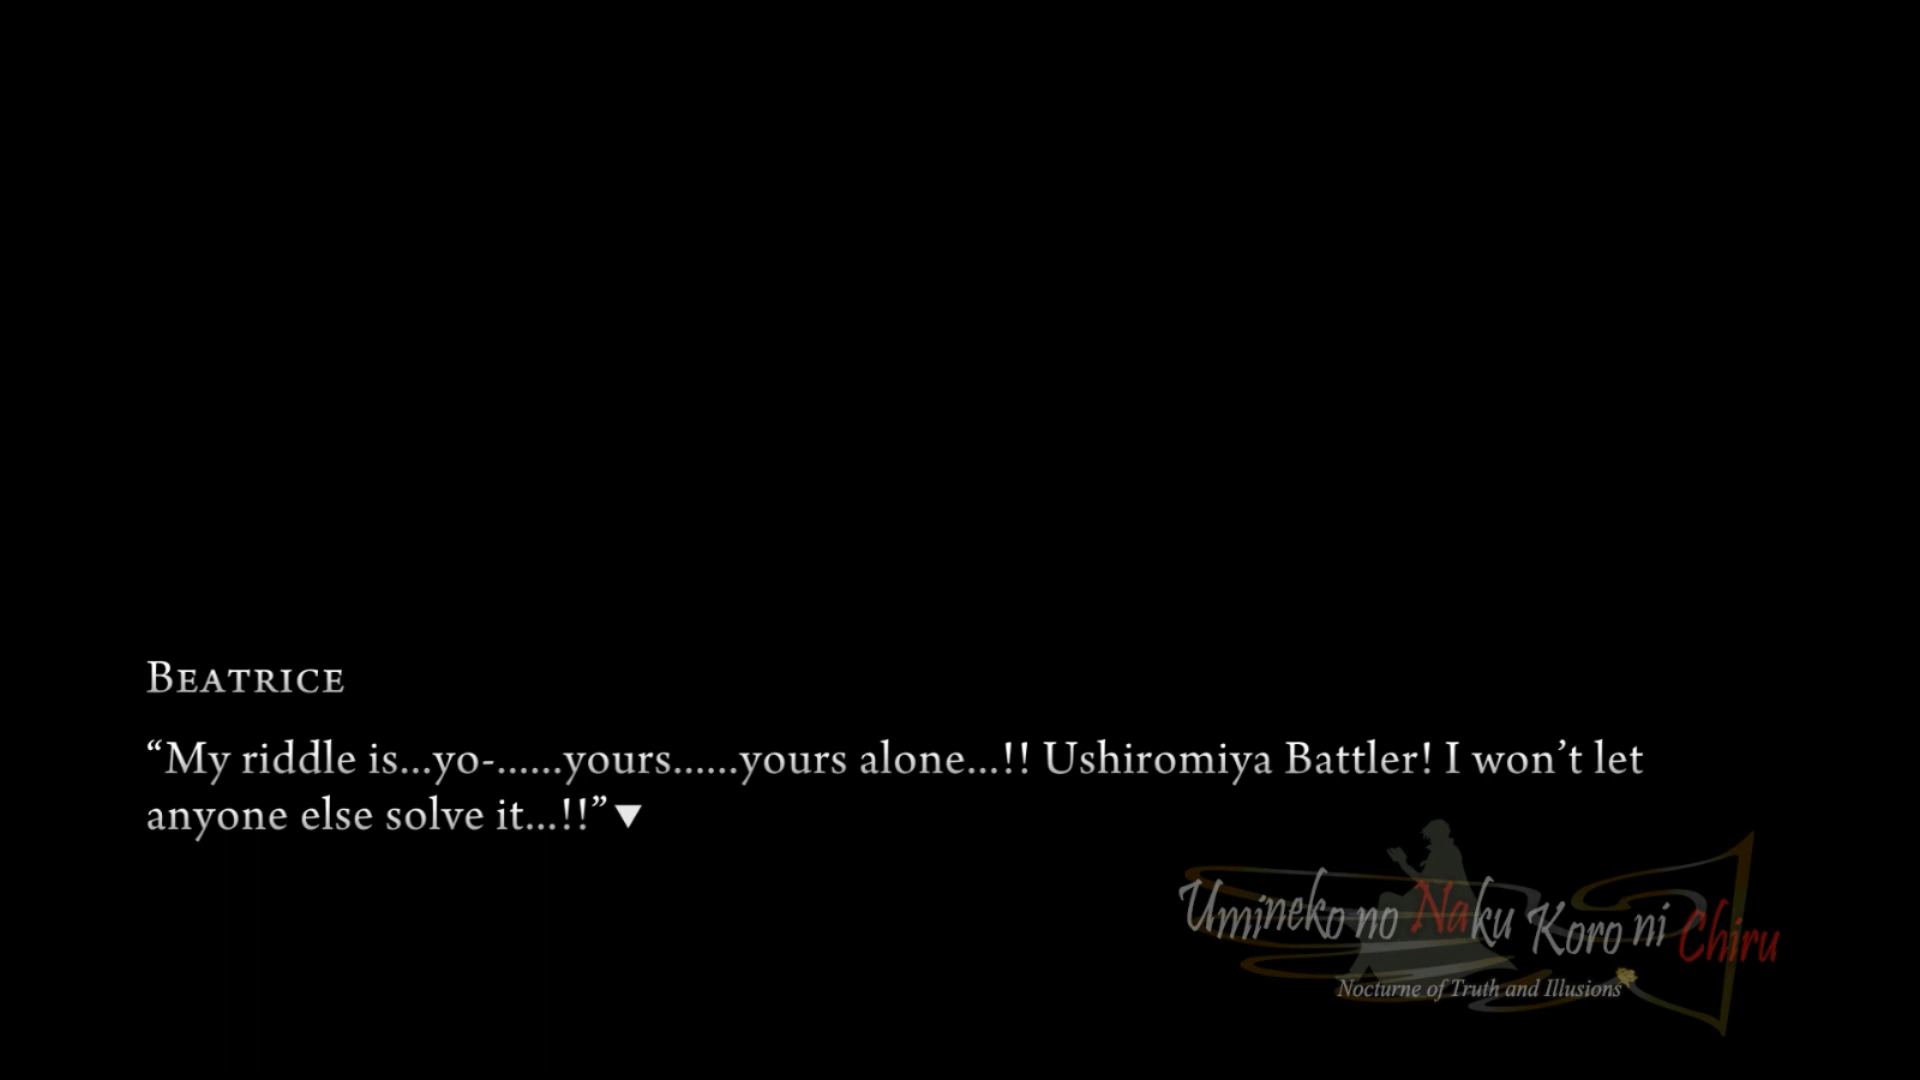 BEATRICE
“My riddle is...yo-......yours......yours alone...!! Ushiromiya Battler! I won’t let
anyone else solve it...!!”▼
Umineko no Naku Koro ni Chiru
Nocturne of Truth and Illusions